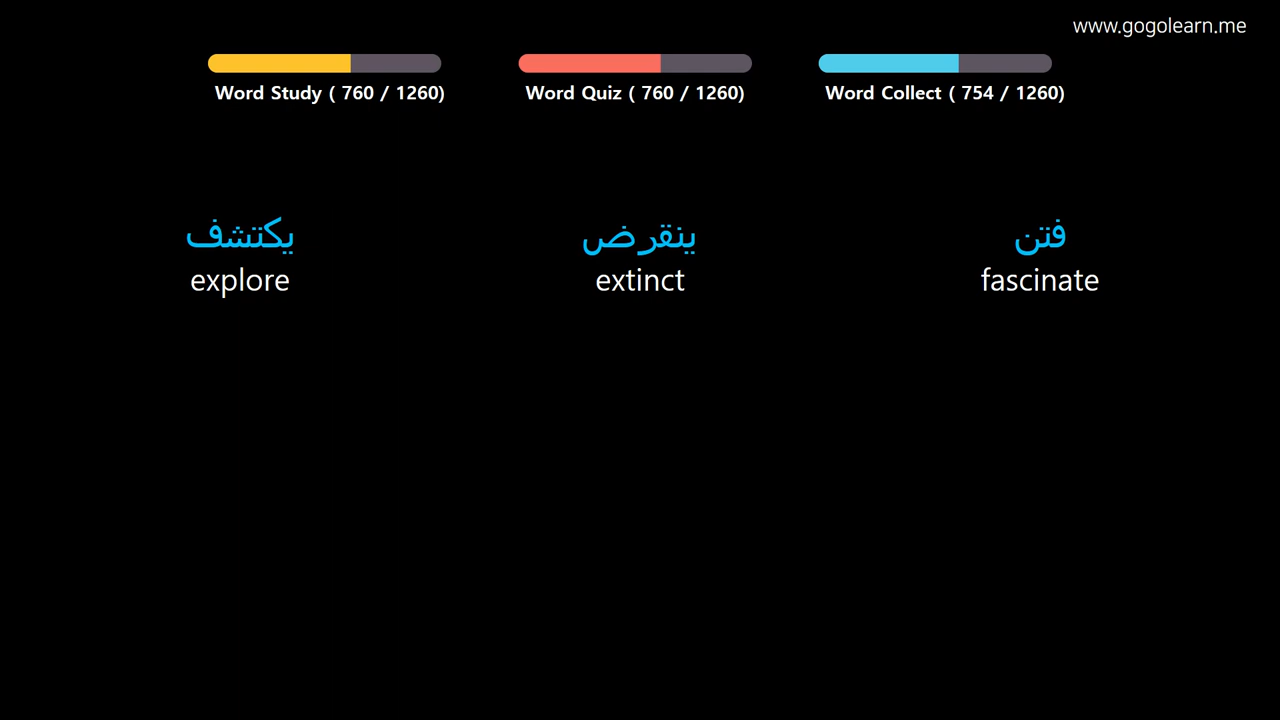 www.gogolearn.me
Word Study ( 760 / 1260)
Word Quiz ( 760 / 1260)
Word Collect ( 754 / 1260)
يكتشف
explore
ينقرض
extinct
فتن
fascinate